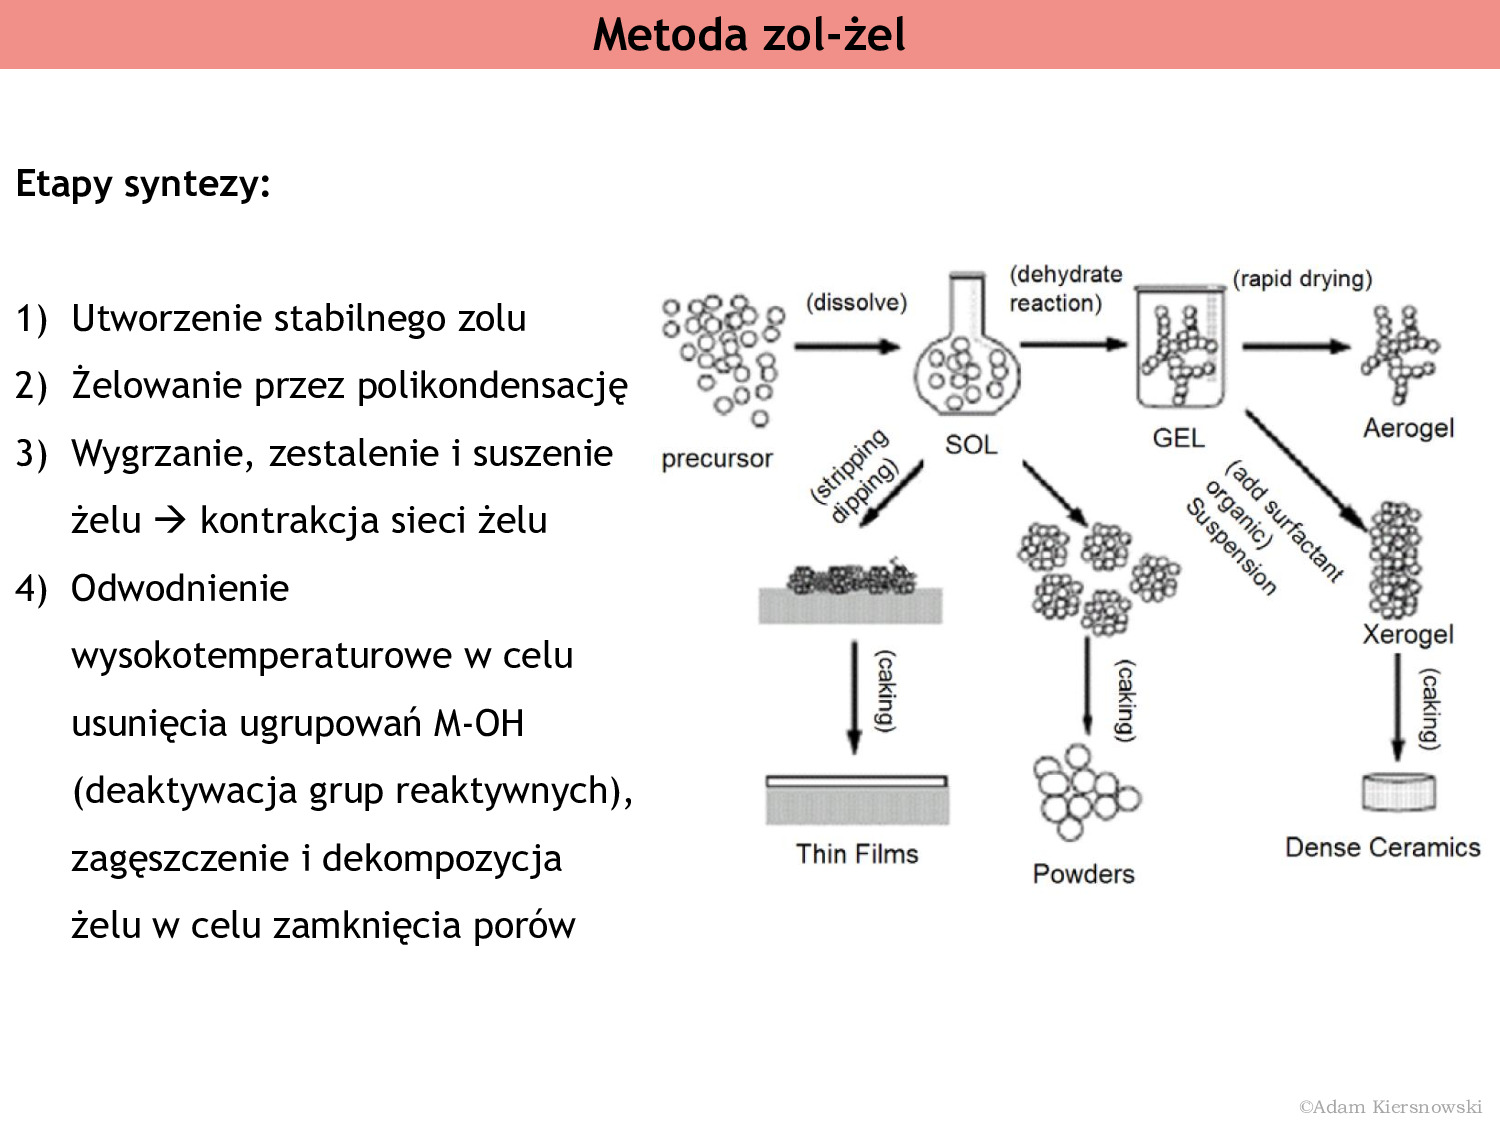 Metoda zol-żel
Etapy syntezy:
1) Utworzenie stabilnego zolu
2) Żelowanie przez polikondensację
3) Wygrzanie, zestalenie i suszenie
żelu → kontrakcja sieci żelu
4) Odwodnienie
wysokotemperaturowe w celu
usunięcia ugrupowań M-OH
(deaktywacja grup reaktywnych),
zagęszczenie i dekompozycja
żelu w celu zamknięcia porów
precursor
(dissolve)
SOL
(dehydrate
reaction)
GEL
(rapid drying)
Aerogel
(stripping
dipping)
(add surfactant
organic)
Suspension
Xerogel
(caking)
(caking)
(caking)
Thin Films
Powders
Dense Ceramics
©Adam Kiersnowski